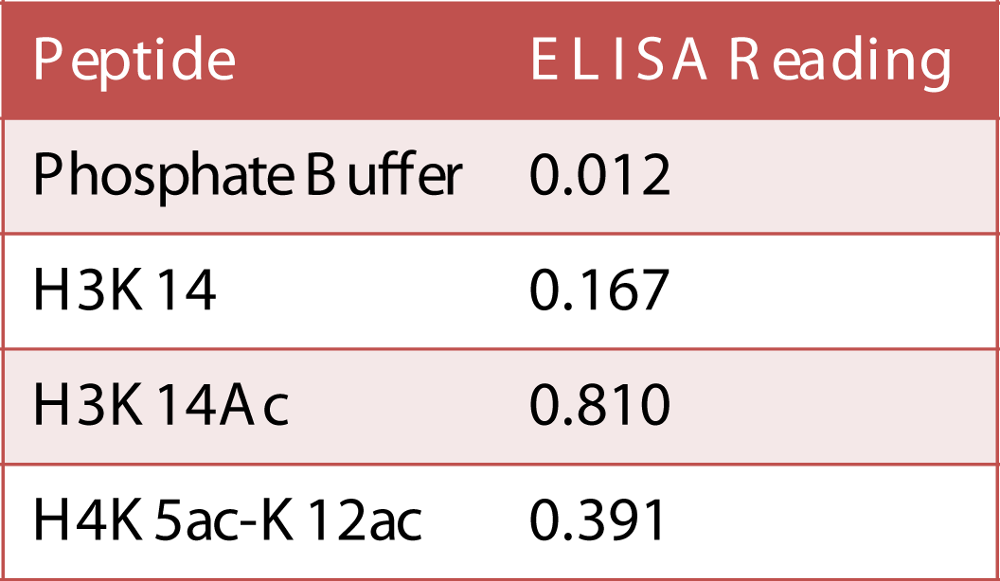 Peptide ELISA Reading
Phosphate Buffer 0.012
H3K14 0.167
H3K14Ac 0.810
H4K5ac-K12ac 0.391